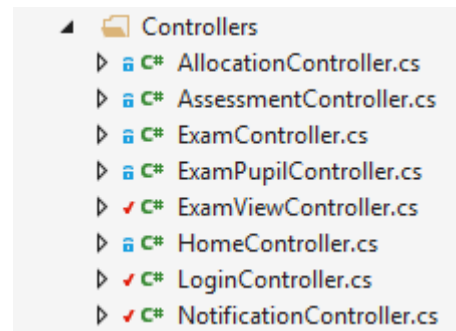 Controllers
C# AllocationController.cs
C# AssessmentController.cs
C# ExamController.cs
C# ExamPupilController.cs
C# ExamViewController.cs
C# HomeController.cs
C# LoginController.cs
C# NotificationController.cs